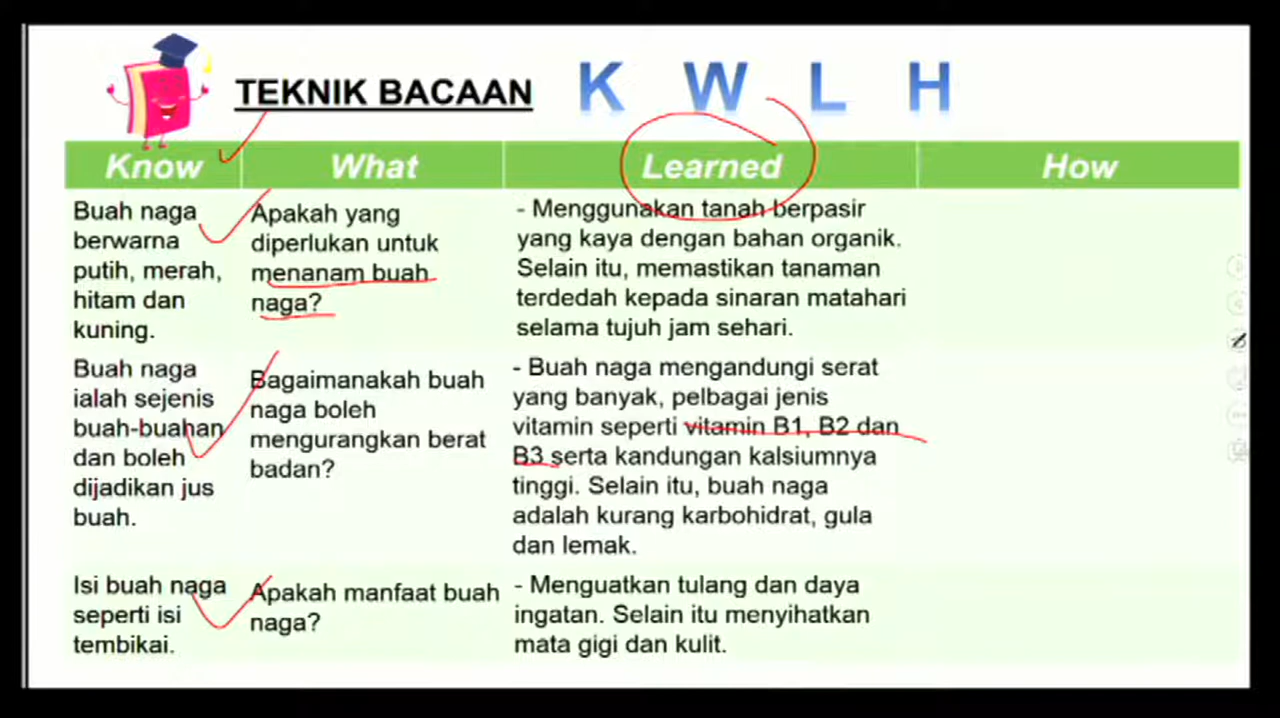 TEKNIK BACAAN
K W L H
Know
What
Learned
How
Buah naga
berwarna
putih, merah,
hitam dan
kuning.
Apakah yang
diperlukan untuk
menanam buah
naga?
- Menggunakan tanah berpasir
yang kaya dengan bahan organik.
Selain itu, memastikan tanaman
terdedah kepada sinaran matahari
selama tujuh jam sehari.
Buah naga
ialah sejenis
buah-buahan
dan boleh
dijadikan jus
buah.
Bagaimanakah buah
naga boleh
mengurangkan berat
badan?
- Buah naga mengandungi serat
yang banyak, pelbagai jenis
vitamin seperti vitamin B1, B2 dan
B3 serta kandungan kalsiumnya
tinggi. Selain itu, buah naga
adalah kurang karbohidrat, gula
dan lemak.
Isi buah naga
seperti isi
tembikai.
Apakah manfaat buah
naga?
- Menguatkan tulang dan daya
ingatan. Selain itu menyihatkan
mata gigi dan kulit.